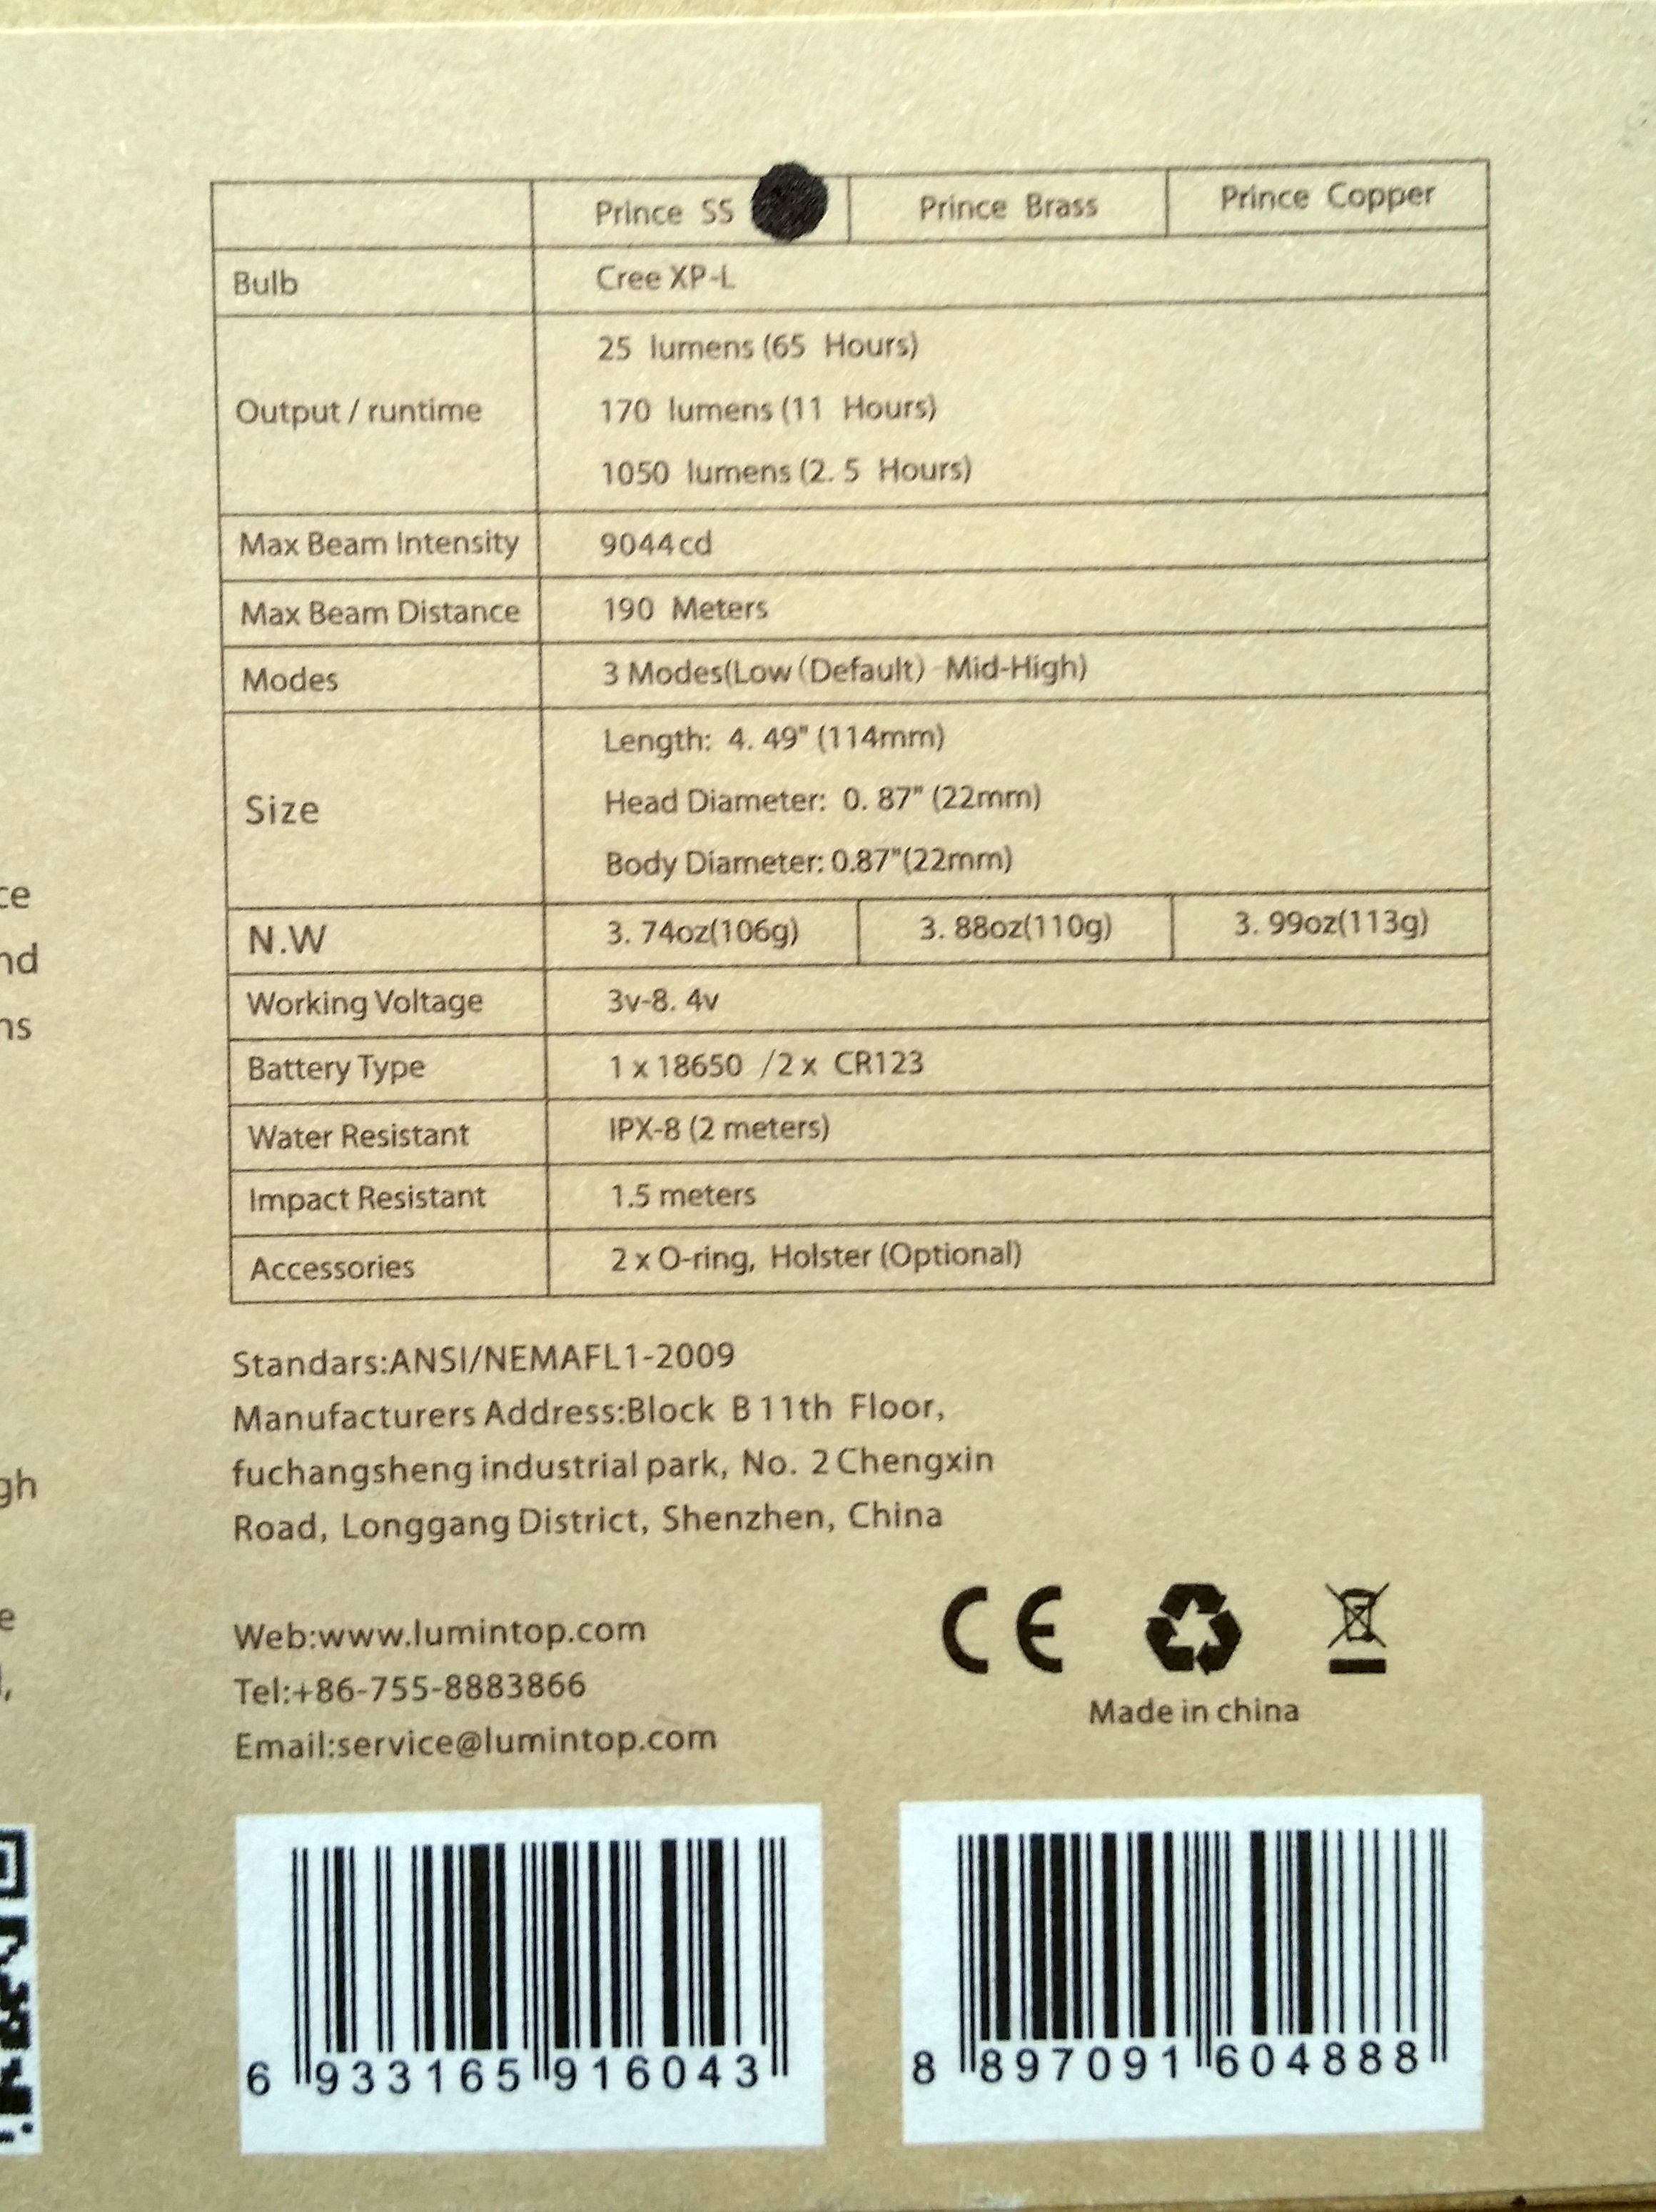 Prince SS Prince Brass Prince Copper
Bulb Cree XP-L
Output / runtime
25 lumens (65 Hours)
170 lumens (11 Hours)
1050 lumens (2. 5 Hours)
Max Beam Intensity 9044cd
Max Beam Distance 190 Meters
Modes 3 Modes(Low (Default) -Mid-High)
Size
Length: 4. 49" (114mm)
Head Diameter: 0. 87" (22mm)
Body Diameter: 0.87"(22mm)
N.W 3. 74oz(106g) 3. 88oz(110g) 3. 99oz(113g)
Working Voltage 3v-8. 4v
Battery Type 1 x 18650 /2 x CR123
Water Resistant IPX-8 (2 meters)
Impact Resistant 1.5 meters
Accessories 2 x O-ring, Holster (Optional)
Standars:ANSI/NEMAFL1-2009
Manufacturers Address:Block B 11th Floor,
fuchangsheng industrial park, No. 2 Chengxin
Road, Longgang District, Shenzhen, China
Web:www.lumintop.com
Tel:+86-755-8883866
Email:service@lumintop.com
CE
Made in china
6 933165 916043
8 897091 604888